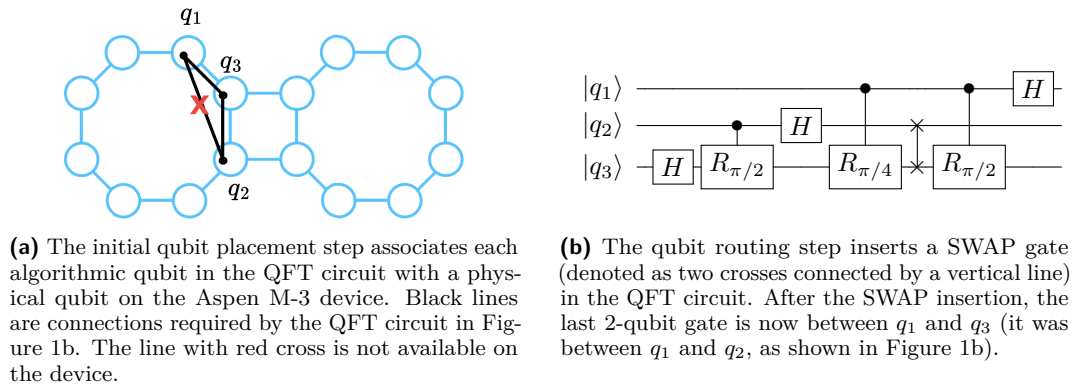 q1
q3
X
q2
(a) The initial qubit placement step associates each
algorithmic qubit in the QFT circuit with a phys-
ical qubit on the Aspen M-3 device. Black lines
are connections required by the QFT circuit in Fig-
ure 1b. The line with red cross is not available on
the device.
|q1⟩ H
|q2⟩ H
|q3⟩ H Rπ/2 Rπ/4 Rπ/2
(b) The qubit routing step inserts a SWAP gate
(denoted as two crosses connected by a vertical line)
in the QFT circuit. After the SWAP insertion, the
last 2-qubit gate is now between q1 and q3 (it was
between q1 and q2, as shown in Figure 1b).